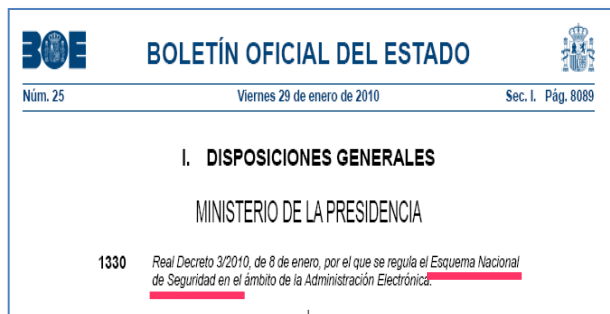 BOE BOLETÍN OFICIAL DEL ESTADO
Núm. 25 Viernes 29 de enero de 2010 Sec. I. Pág. 8089
I. DISPOSICIONES GENERALES
MINISTERIO DE LA PRESIDENCIA
1330 Real Decreto 3/2010, de 8 de enero, por el que se regula el Esquema Nacional
de Seguridad en el ámbito de la Administración Electrónica.